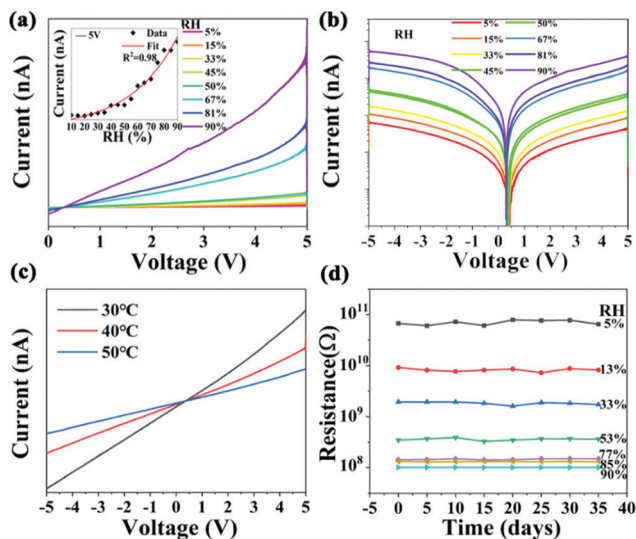 (a)
Current (nA)
Current (nA)
— 5V
Data
Fit
R²=0.98
10 20 30 40 50 60 70 80 90
RH (%)
RH
5%
15%
33%
45%
50%
67%
81%
90%
0 1 2 3 4 5
Voltage (V)
(b)
Current (nA)
RH
5% 50%
15% 67%
33% 81%
45% 90%
-5 -4 -3 -2 -1 0 1 2 3 4 5
Voltage (V)
(c)
Current (nA)
30°C
40°C
50°C
-5 -4 -3 -2 -1 0 1 2 3 4 5
Voltage (V)
(d)
Resistance(Ω)
10¹¹
10¹⁰
10⁹
10⁸
RH
5%
13%
33%
53%
77%
85%
90%
-5 0 5 10 15 20 25 30 35 40
Time (days)